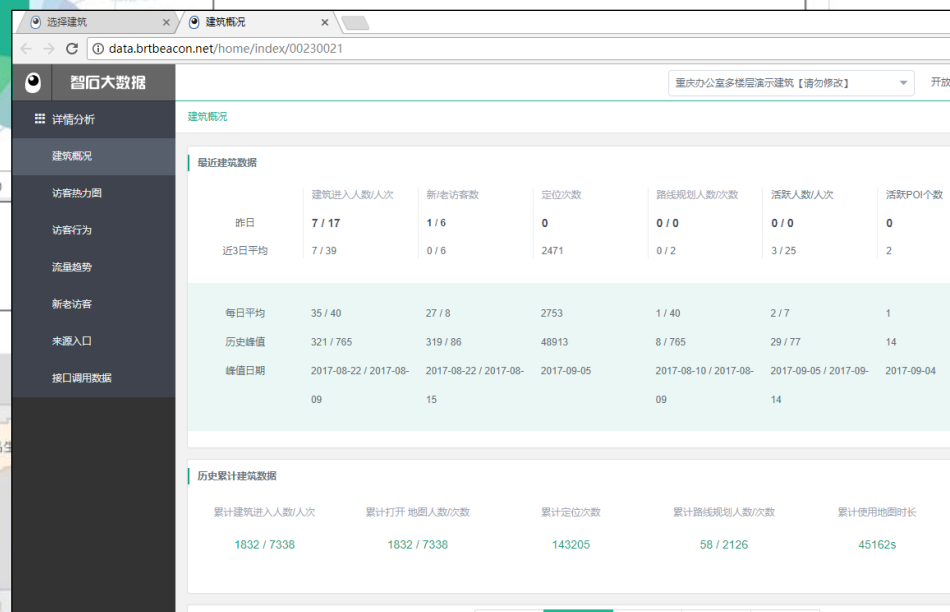 选择建筑
建筑概况
data.brtbeacon.net/home/index/00230021
智石大数据
重庆办公室多楼层演示建筑【请勿修改】
开放
详情分析
建筑概况
建筑概况
访客热力图
访客行为
流量趋势
新老访客
来源入口
接口调用数据
最近建筑数据
建筑进入人数/人次 新/老访客数 定位次数 路线规划人数/次数 活跃人数/人次 活跃POI个数
昨日 7 / 17 1 / 6 0 0 / 0 0 / 0 0
近3日平均 7 / 39 0 / 6 2471 0 / 2 3 / 25 2
每日平均 35 / 40 27 / 8 2753 1 / 40 2 / 7 1
历史峰值 321 / 765 319 / 86 48913 8 / 765 29 / 77 14
峰值日期 2017-08-22 / 2017-08- 2017-08-22 / 2017-08- 2017-09-05 2017-08-10 / 2017-08- 2017-09-05 / 2017-09- 2017-09-04
09 15 09 14
历史累计建筑数据
累计建筑进入人数/人次 累计打开 地图人数/次数 累计定位次数 累计路线规划人数/次数 累计使用地图时长
1832 / 7338 1832 / 7338 143205 58 / 2126 45162s